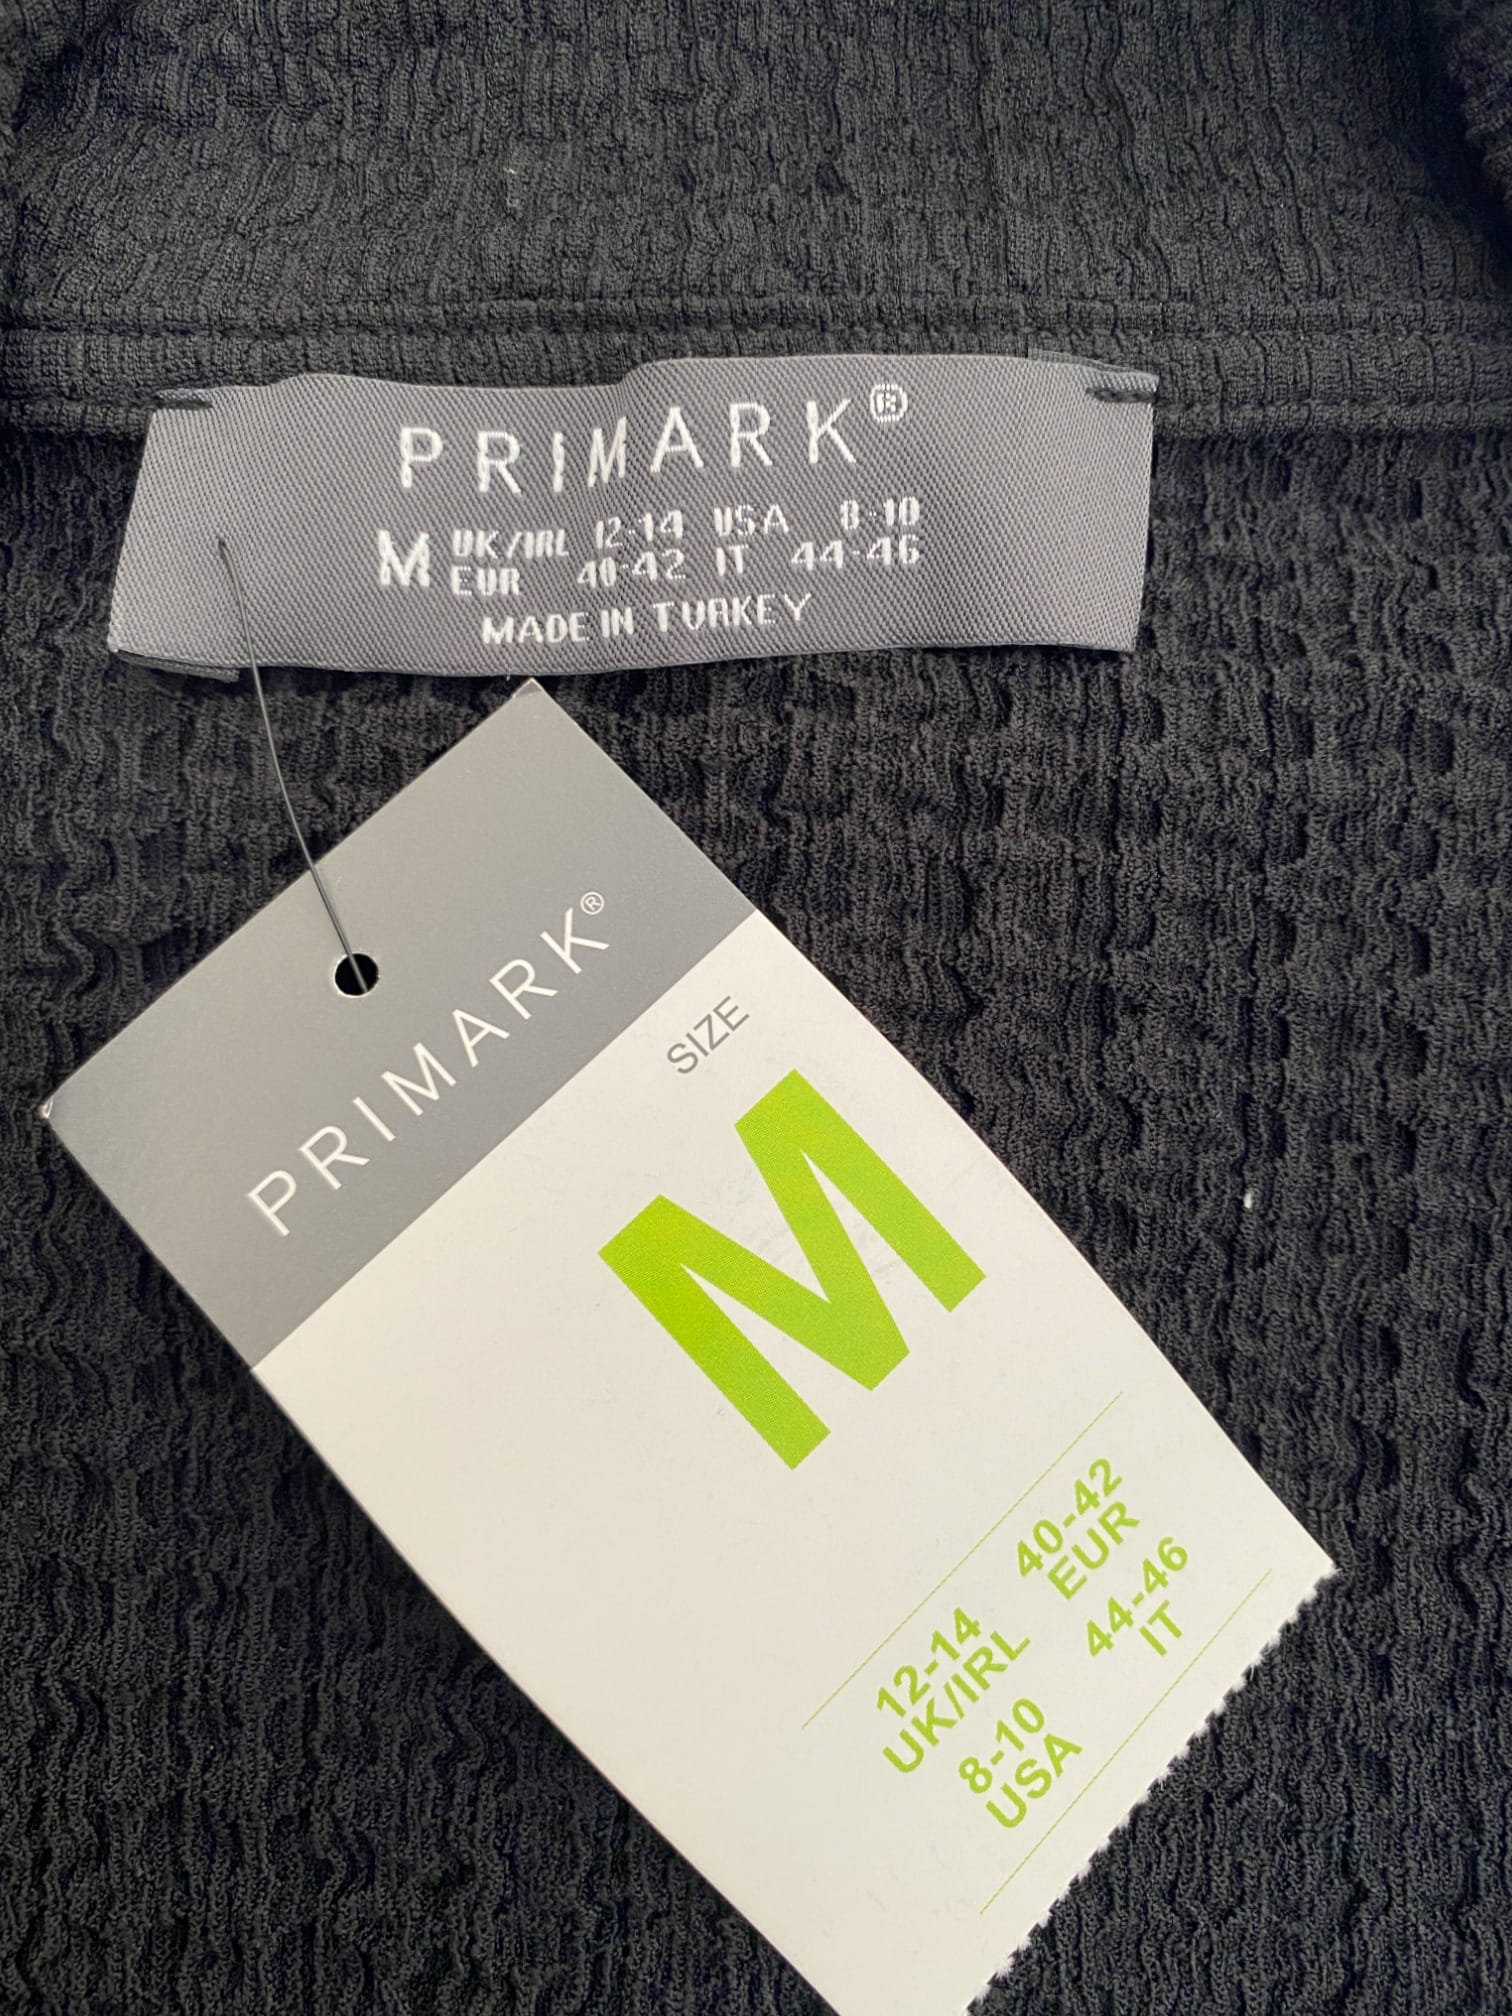 PRIMARK®
M UK/IRL 12-14 USA 8-10
EUR 40-42 IT 44-46
MADE IN TURKEY
PRIMARK®
SIZE
M
12-14 40-42
UK/IRL EUR
8-10 44-46
USA IT